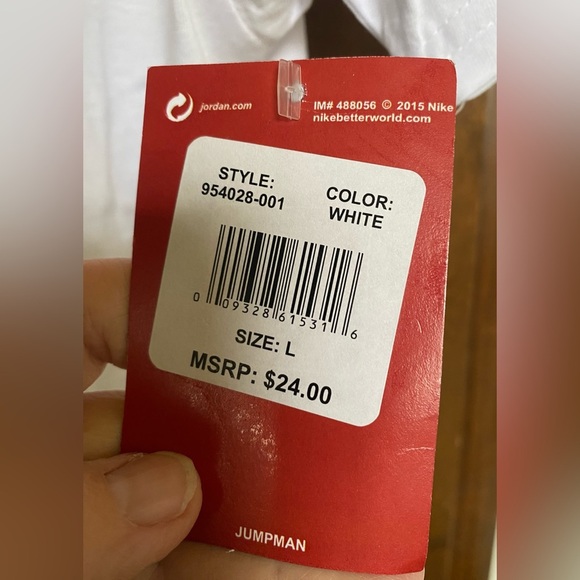 jordan.com
IM# 488056 © 2015 Nike
nikebetterworld.com
STYLE:
954028-001
COLOR:
WHITE
0 09328 61531 6
SIZE: L
MSRP: $24.00
JUMPMAN